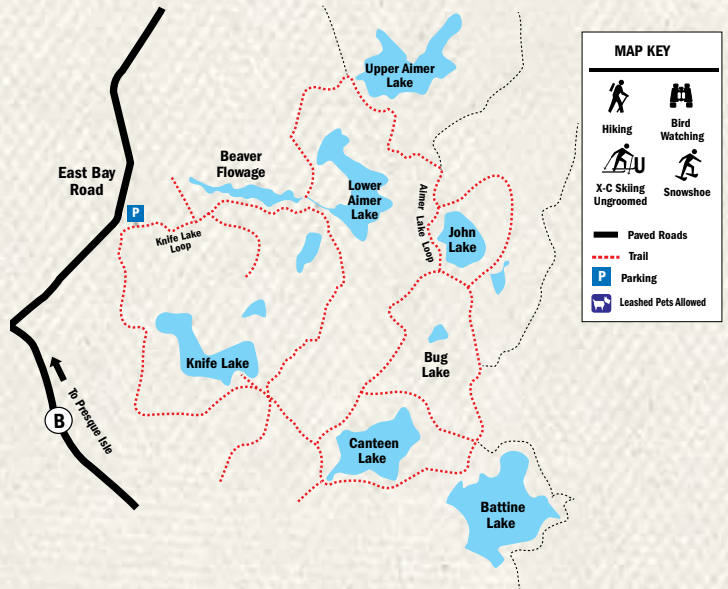 Upper Aimer
Lake
Beaver
Flowage
East Bay
Road
Lower
Aimer
Lake
P
Knife Lake
Loop
Aimer Lake Loop
John
Lake
Knife Lake
Bug
Lake
To Presque Isle
B
Canteen
Lake
Battine
Lake
MAP KEY
Hiking
Bird
Watching
U
X-C Skiing
Ungroomed
Snowshoe
Paved Roads
Trail
P
Parking
Leashed Pets Allowed